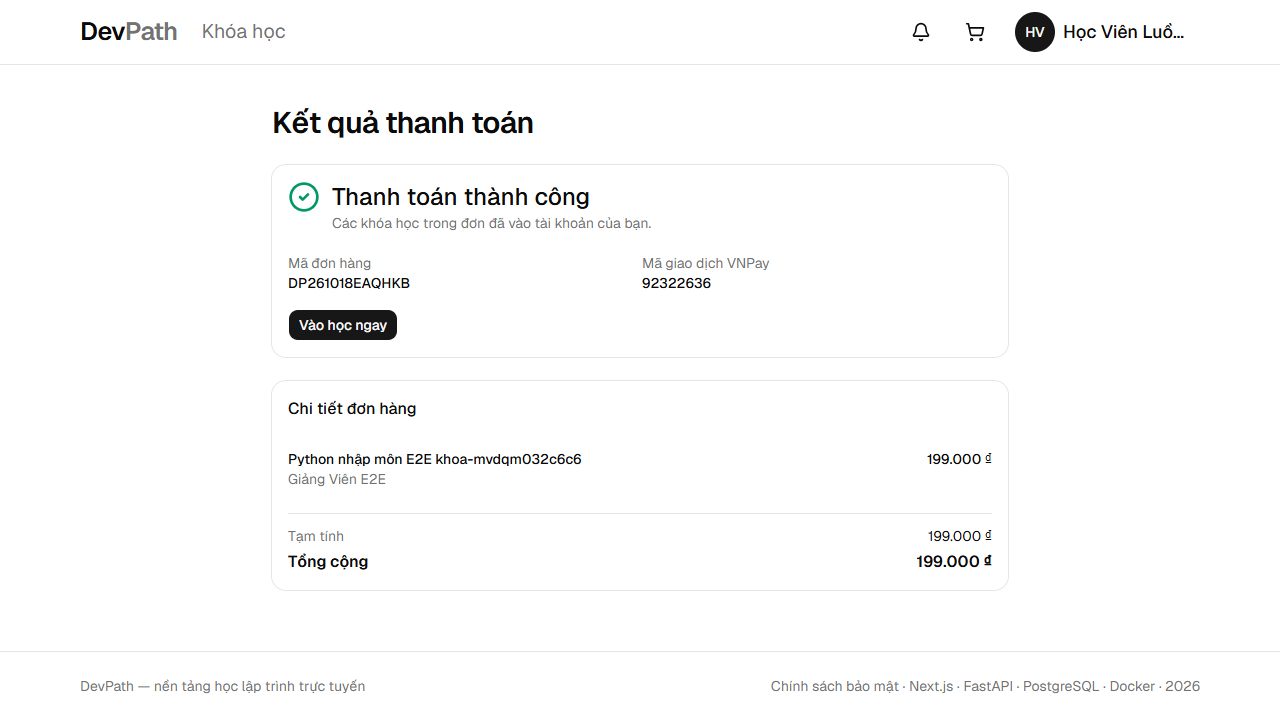 DevPath Khóa học HV Học Viên Luồ...
Kết quả thanh toán
Thanh toán thành công
Các khóa học trong đơn đã vào tài khoản của bạn.
Mã đơn hàng Mã giao dịch VNPay
DP261018EAQHKB 92322636
Vào học ngay
Chi tiết đơn hàng
Python nhập môn E2E khoa-mvdqm032c6c6 199.000 ₫
Giảng Viên E2E
Tạm tính 199.000 ₫
Tổng cộng 199.000 ₫
DevPath — nền tảng học lập trình trực tuyến Chính sách bảo mật · Next.js · FastAPI · PostgreSQL · Docker · 2026